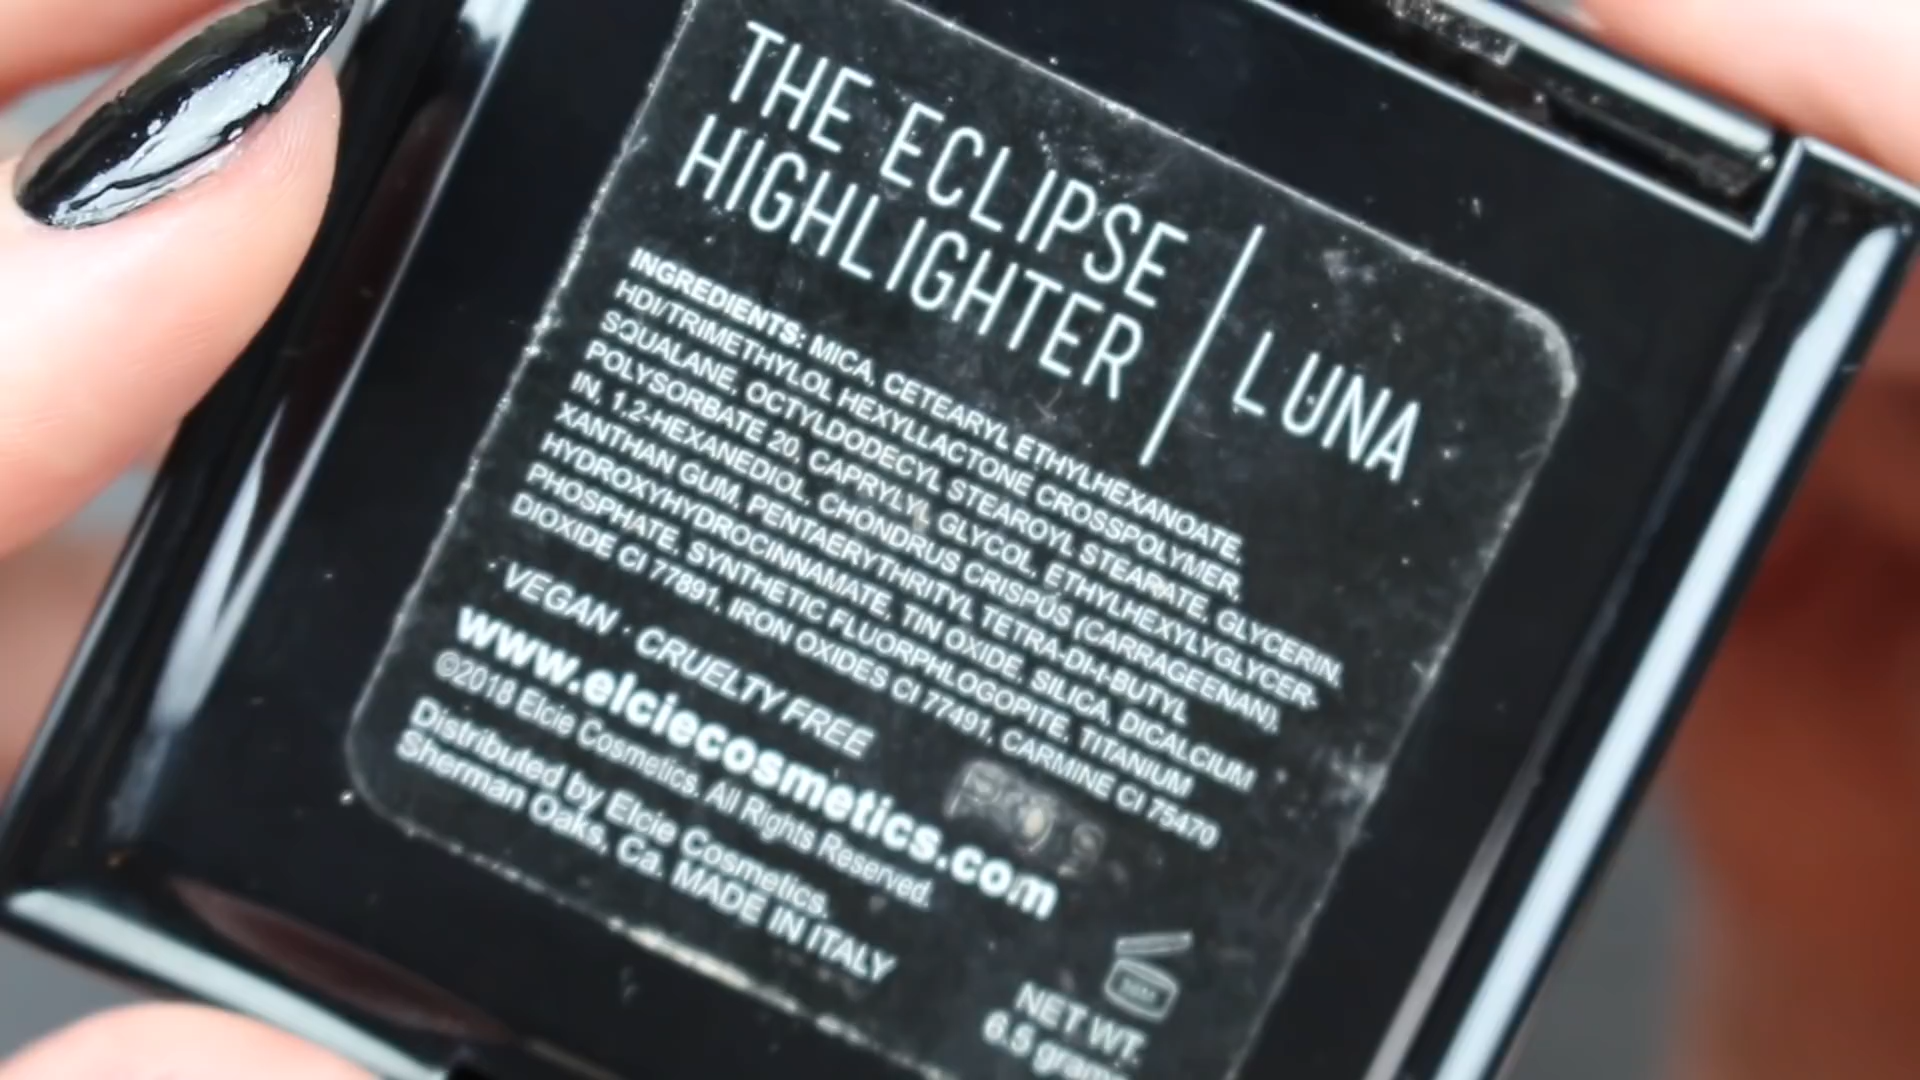 THE ECLIPSE
HIGHLIGHTER
LUNA
INGREDIENTS: MICA, CETEARYL ETHYLHEXANOATE,
HDI/TRIMETHYLOL HEXYLLACTONE CROSSPOLYMER,
SQUALANE, OCTYLDODECYL STEAROYL STEARATE, GLYCERIN,
POLYSORBATE 20, CAPRYLYL GLYCOL, ETHYLHEXYLGLYCER-
IN, 1,2-HEXANEDIOL, CHONDRUS CRISPUS (CARRAGEENAN),
XANTHAN GUM, PENTAERYTHRITYL TETRA-DI-t-BUTYL
HYDROXYHYDROCINNAMATE, TIN OXIDE, SILICA, DICALCIUM
PHOSPHATE, SYNTHETIC FLUORPHLOGOPITE, TITANIUM
DIOXIDE CI 77891, IRON OXIDES CI 77491, CARMINE CI 75470
VEGAN · CRUELTY FREE
www.elciecosmetics.com
©2018 Elcie Cosmetics. All Rights Reserved.
Distributed by Elcie Cosmetics.
Sherman Oaks, Ca. MADE IN ITALY
NET WT.
6.5 gram